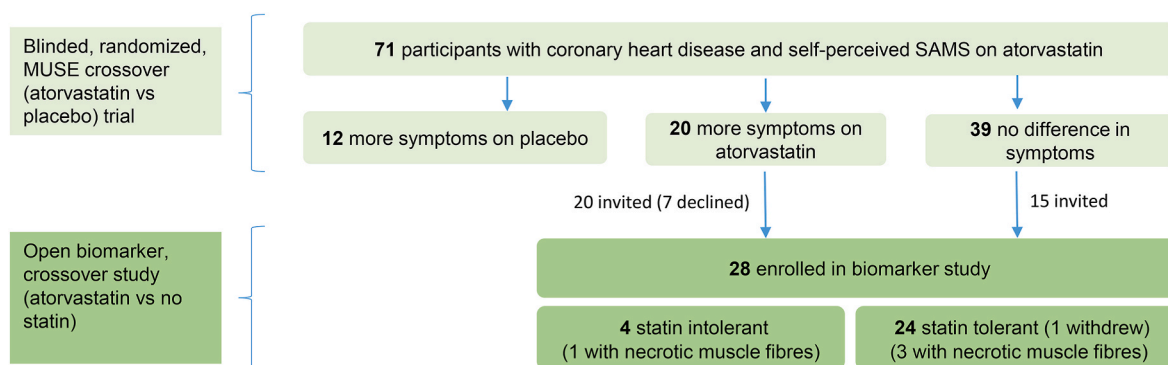 Blinded, randomized,
MUSE crossover
(atorvastatin vs
placebo) trial
71 participants with coronary heart disease and self-perceived SAMS on atorvastatin
12 more symptoms on placebo
20 more symptoms on
atorvastatin
39 no difference in
symptoms
20 invited (7 declined)
15 invited
Open biomarker,
crossover study
(atorvastatin vs no
statin)
28 enrolled in biomarker study
4 statin intolerant
(1 with necrotic muscle fibres)
24 statin tolerant (1 withdrew)
(3 with necrotic muscle fibres)